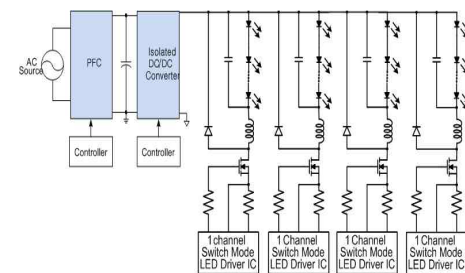 AC
Source
PFC
Isolated
DC/DC
Converter
Controller
Controller
1 channel
Switch Mode
LED Driver IC
1 Channel
Switch Mode
LED Driver IC
1 Channel
Switch Mode
LED Driver IC
1 Channel
Switch Mode
LED Driver IC